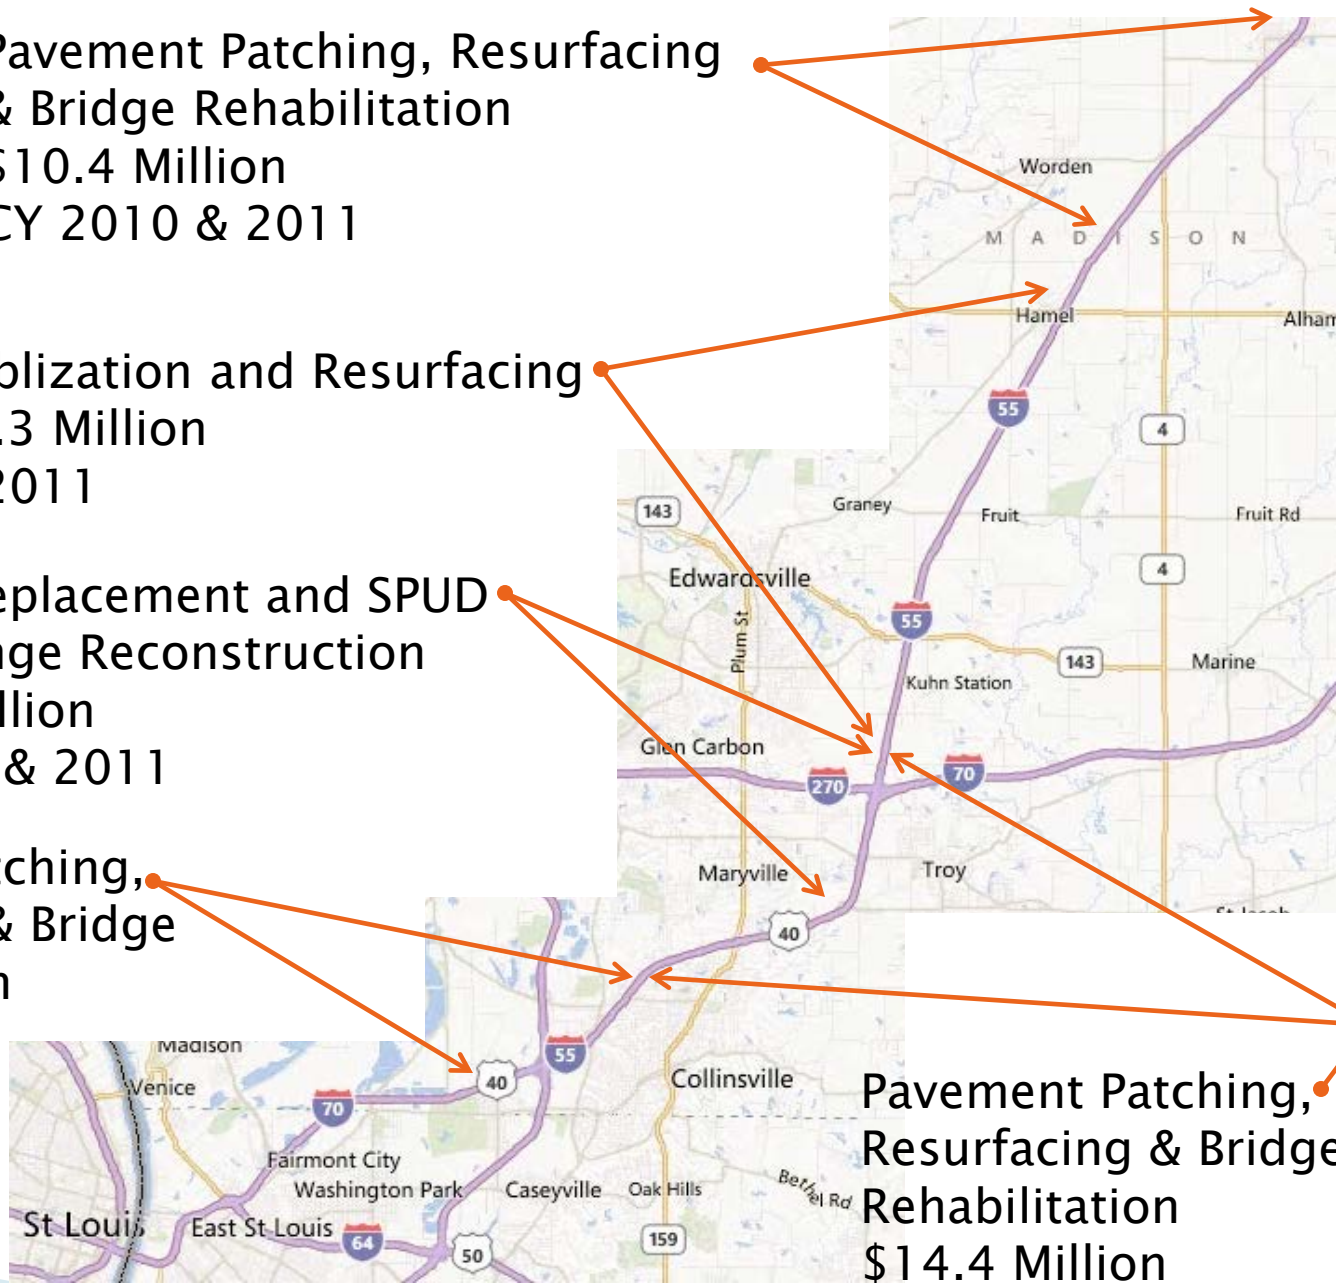 Pavement Patching, Resurfacing
& Bridge Rehabilitation
$10.4 Million
CY 2010 & 2011
blization and Resurfacing
.3 Million
2011
eplacement and SPUD
nge Reconstruction
llion
& 2011
tching,
& Bridge
n
Pavement Patching,
Resurfacing & Bridge
Rehabilitation
$14.4 Million
Worden
MADISON
Hamel
Alham
55
4
143
Graney
Fruit
Fruit Rd
Edwardsville
4
55
Plum St
143
Marine
Kuhn Station
Glen Carbon
270
70
Maryville
Troy
40
Madison
55
Venice
40
Collinsville
70
Fairmont City
Washington Park
Caseyville
Oak Hills
Bethel Rd
St Louis
East St Louis
64
50
159